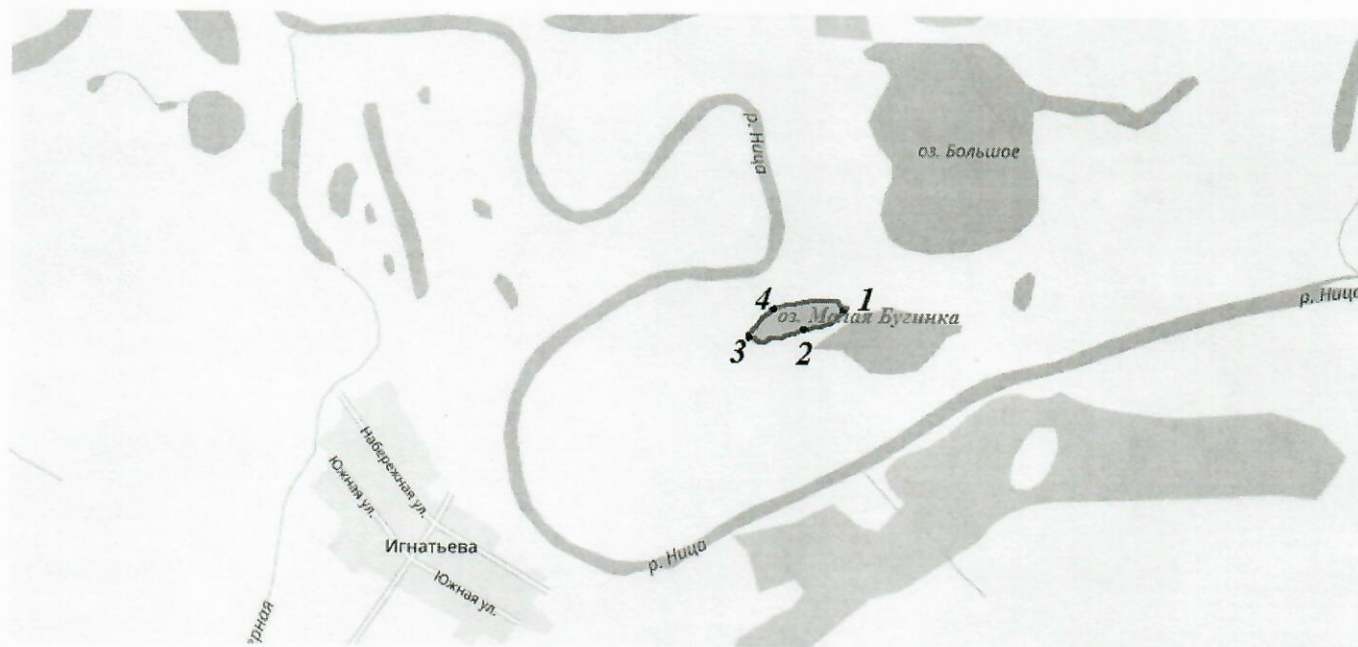 р. Ница
оз. Большое
р. Ница
4
1
оз. Малая Бугинка
3
2
Набережная ул.
Южная ул.
Игнатьева
р. Ница
Южная ул.
ерная